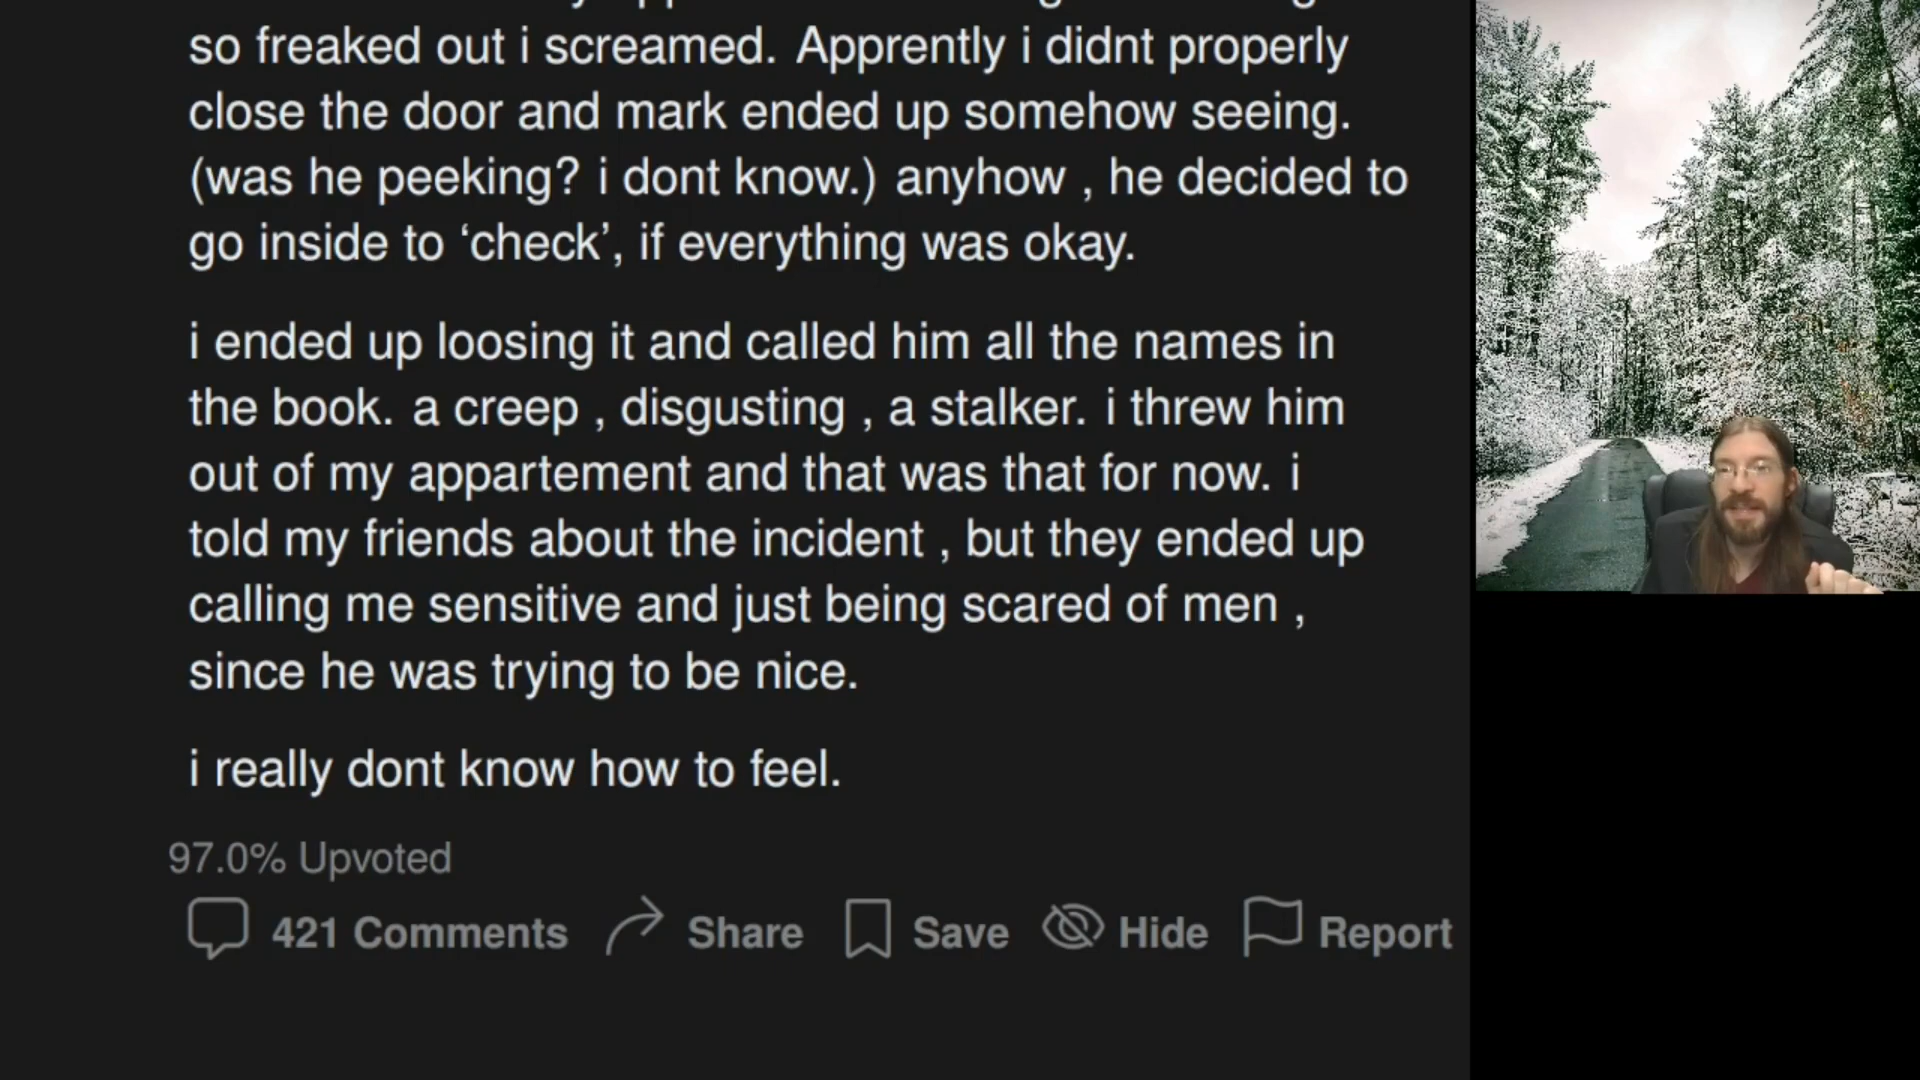 so freaked out i screamed. Apprently i didnt properly
close the door and mark ended up somehow seeing.
(was he peeking? i dont know.) anyhow , he decided to
go inside to ‘check’, if everything was okay.
i ended up loosing it and called him all the names in
the book. a creep , disgusting , a stalker. i threw him
out of my appartement and that was that for now. i
told my friends about the incident , but they ended up
calling me sensitive and just being scared of men ,
since he was trying to be nice.
i really dont know how to feel.
97.0% Upvoted
421 Comments Share Save Hide Report